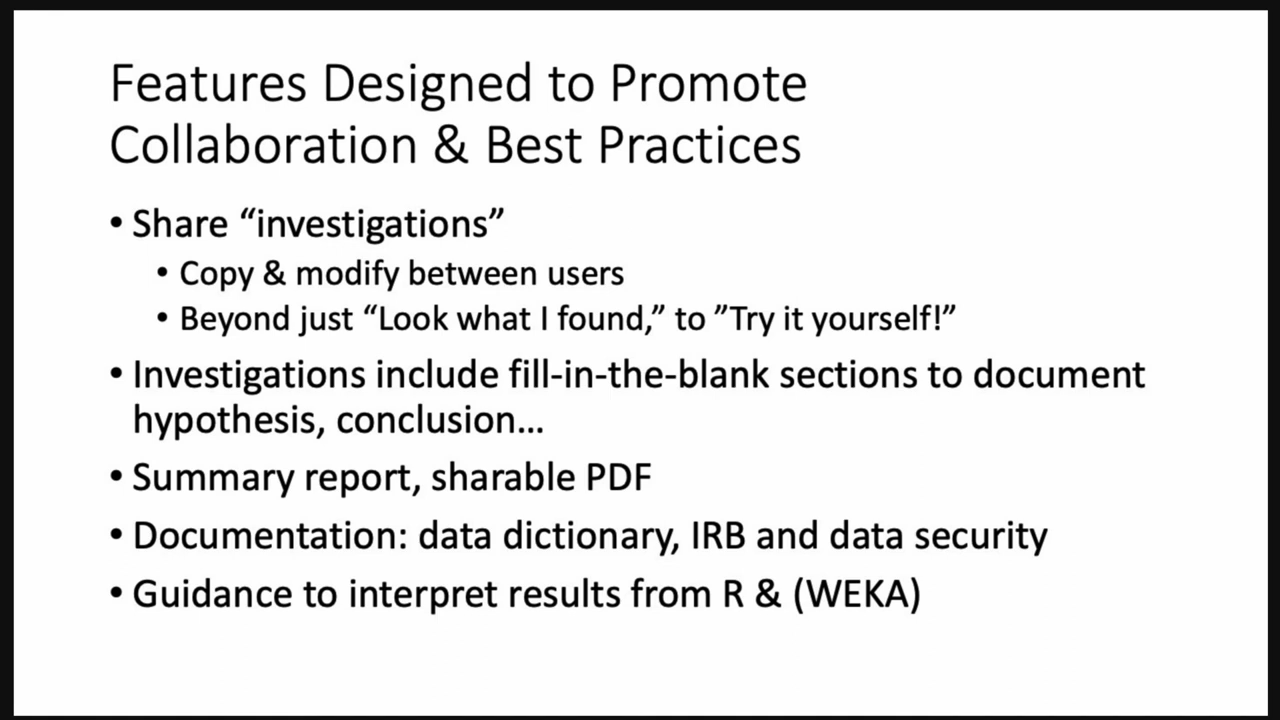 Features Designed to Promote
Collaboration & Best Practices
• Share “investigations”
• Copy & modify between users
• Beyond just “Look what I found,” to ”Try it yourself!”
• Investigations include fill-in-the-blank sections to document
hypothesis, conclusion…
• Summary report, sharable PDF
• Documentation: data dictionary, IRB and data security
• Guidance to interpret results from R & (WEKA)